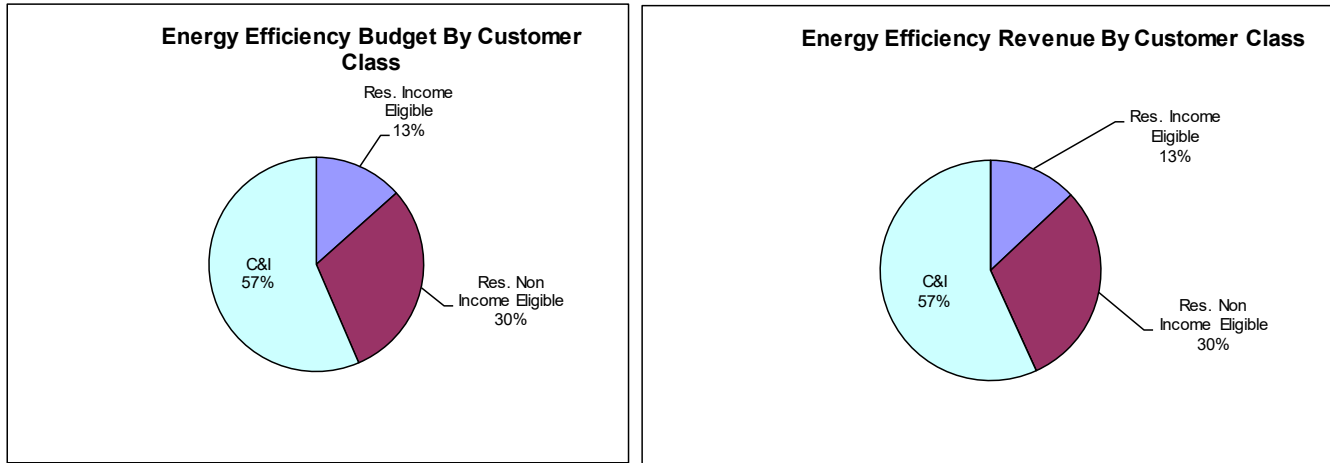 Energy Efficiency Budget By Customer
Class
Res. Income
Eligible
13%
C&I
57%
Res. Non
Income Eligible
30%
Energy Efficiency Revenue By Customer Class
Res. Income
Eligible
13%
C&I
57%
Res. Non
Income Eligible
30%